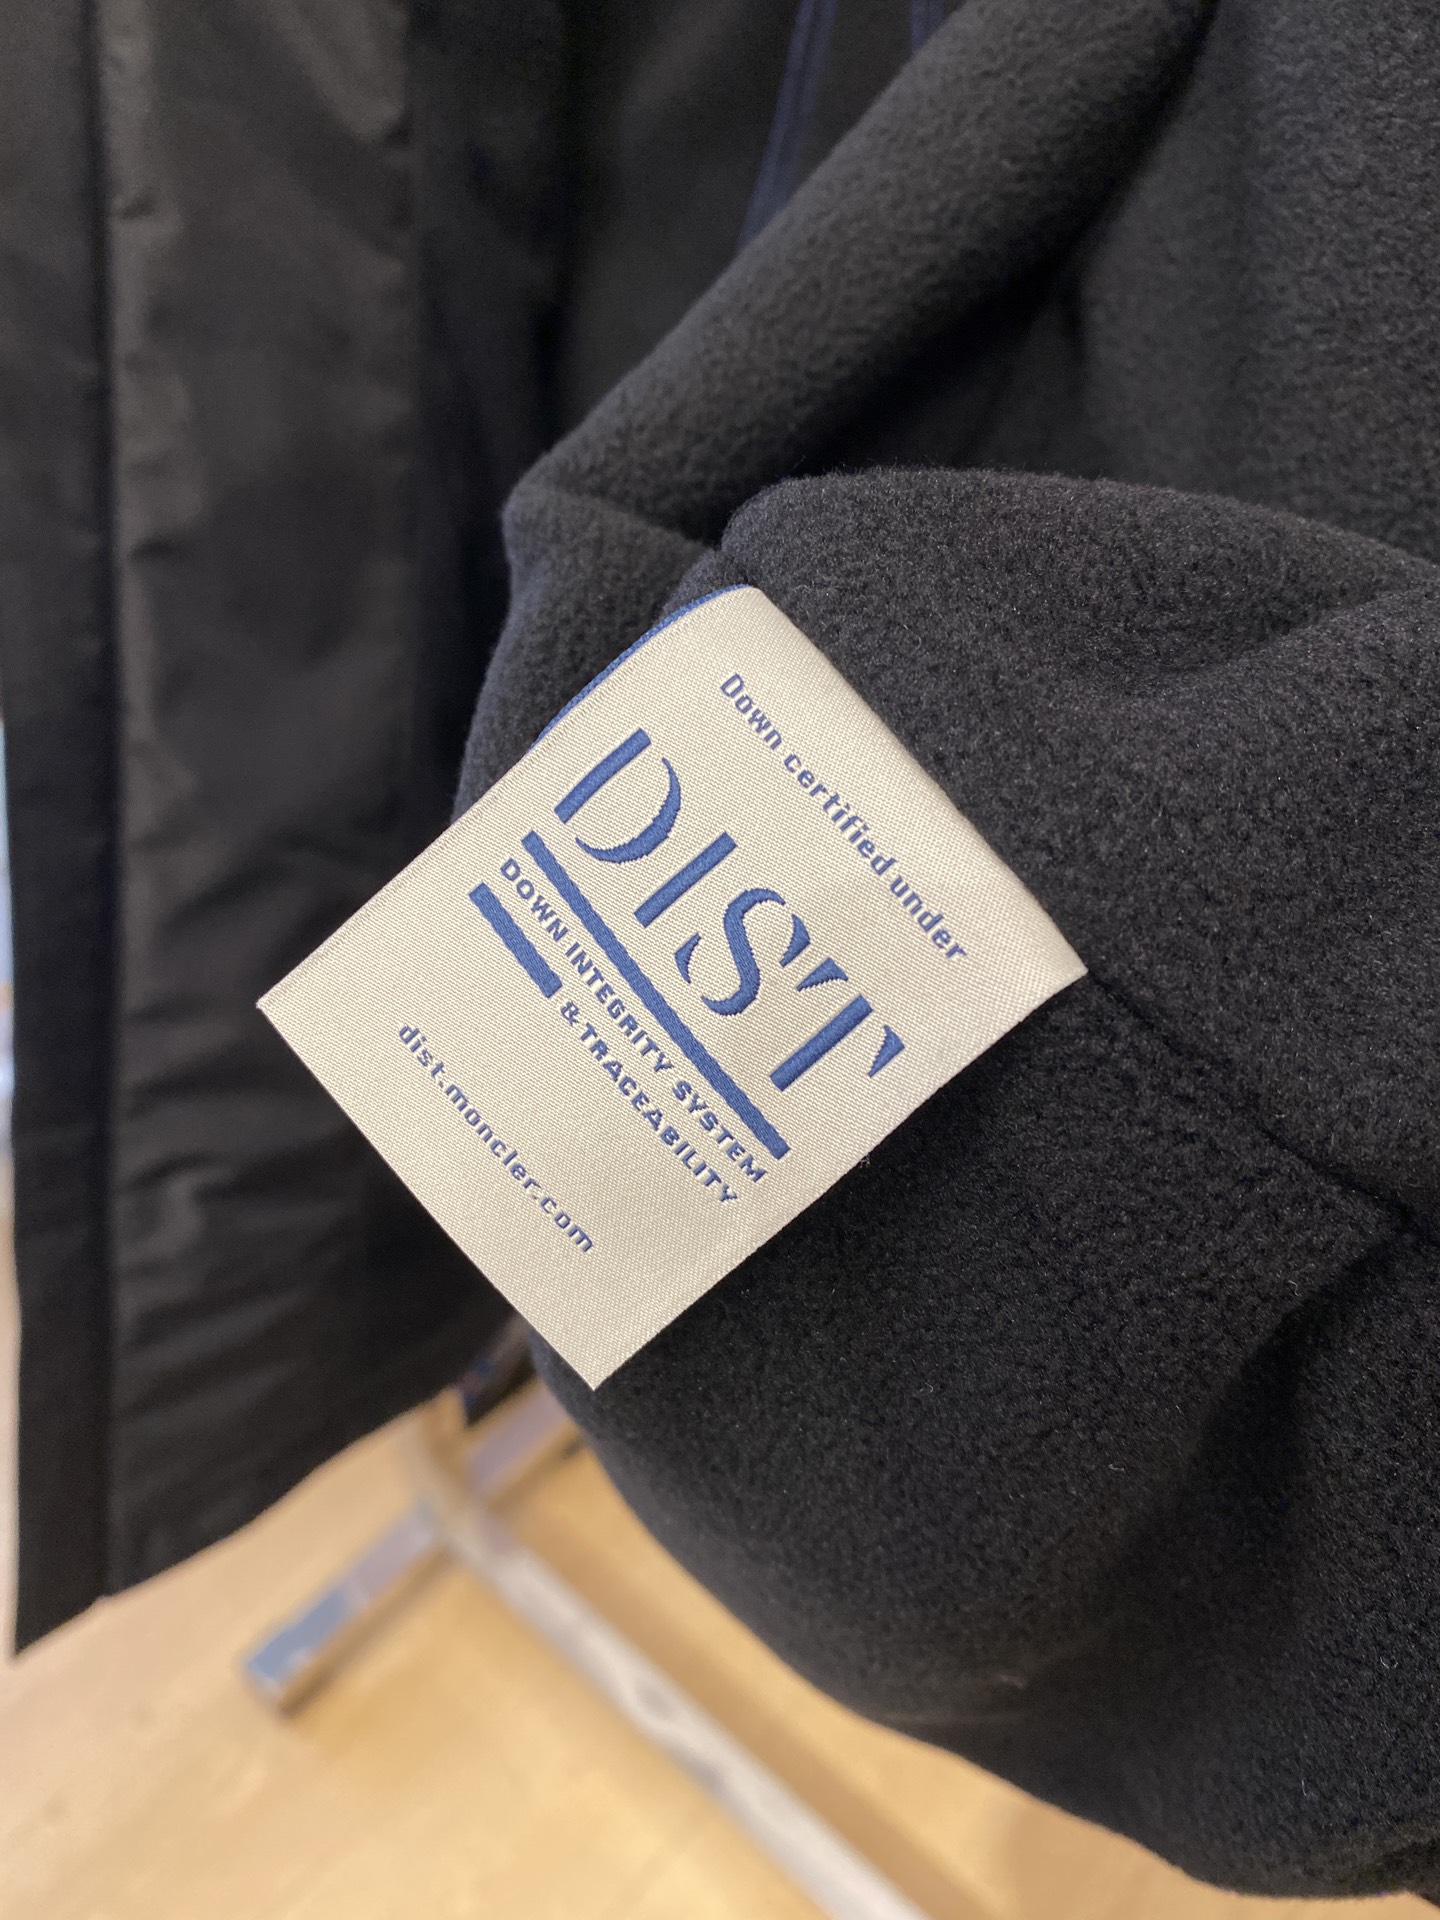 Down certified under
DIST
DOWN INTEGRITY SYSTEM
& TRACEABILITY
dist.moncler.com